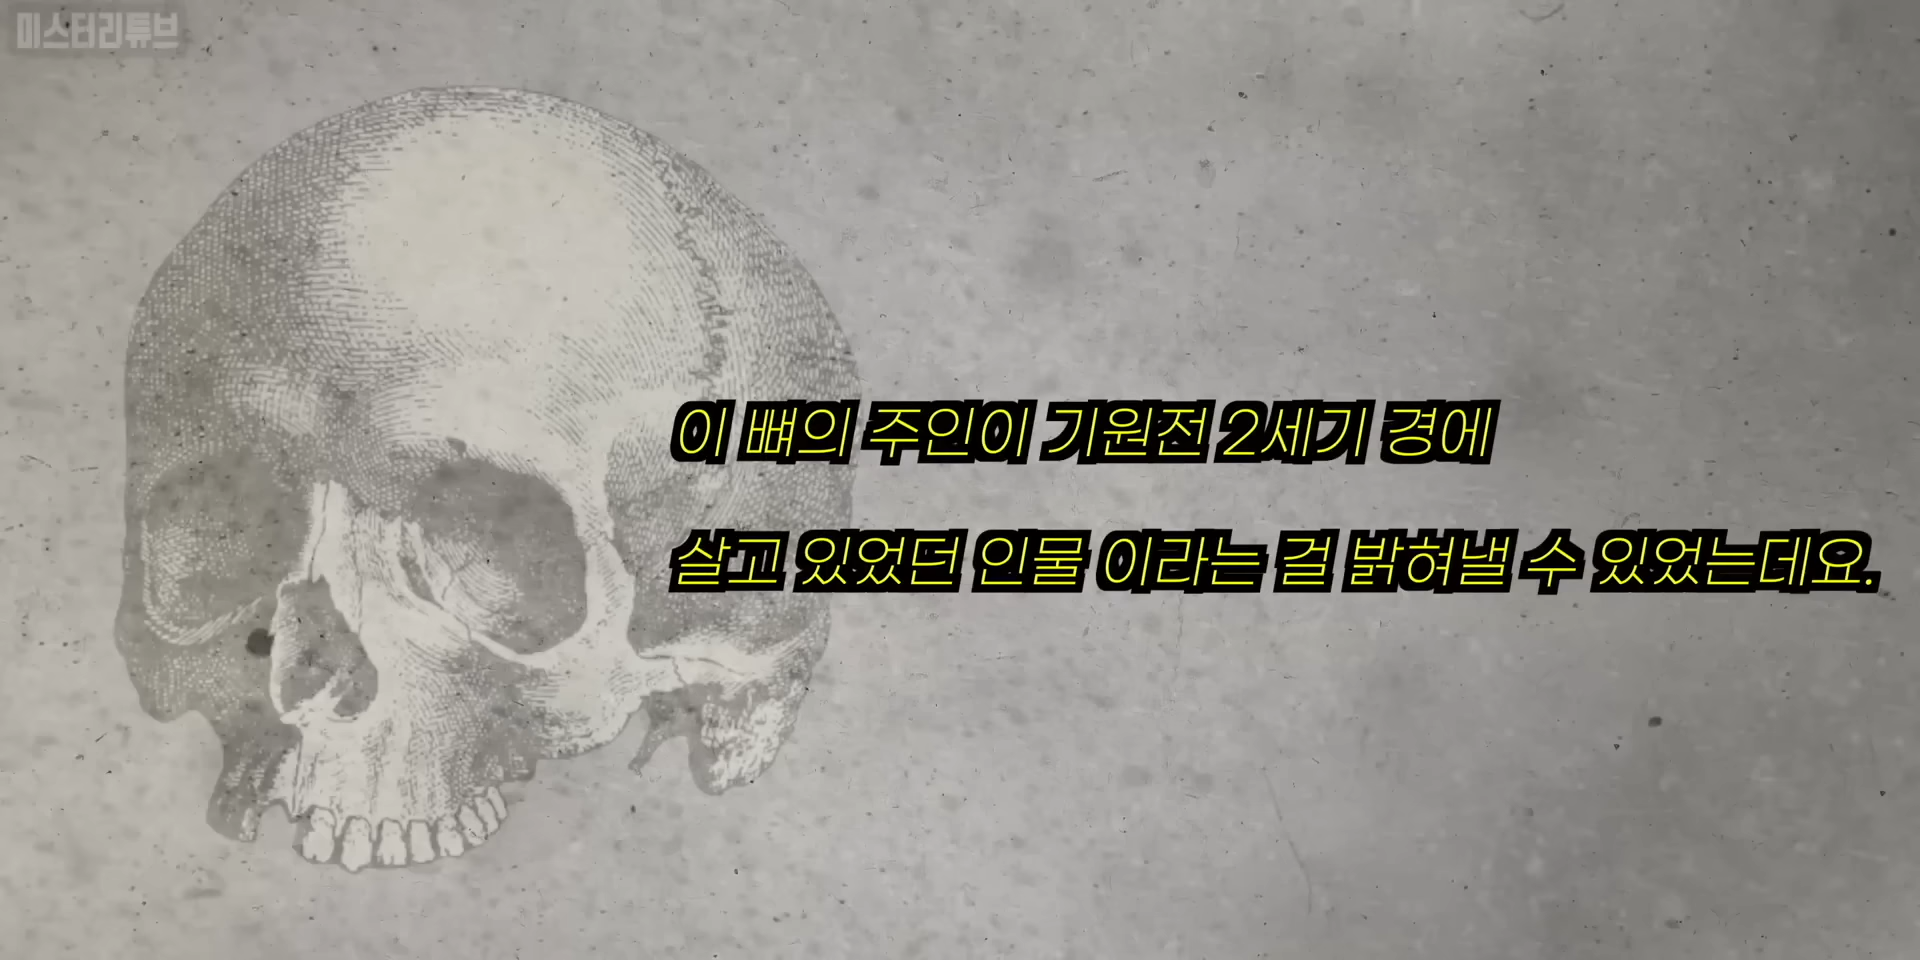 미스터리튜브
이 뼈의 주인이 기원전 2세기 경에
살고 있었던 인물 이라는 걸 밝혀낼 수 있었는데요.